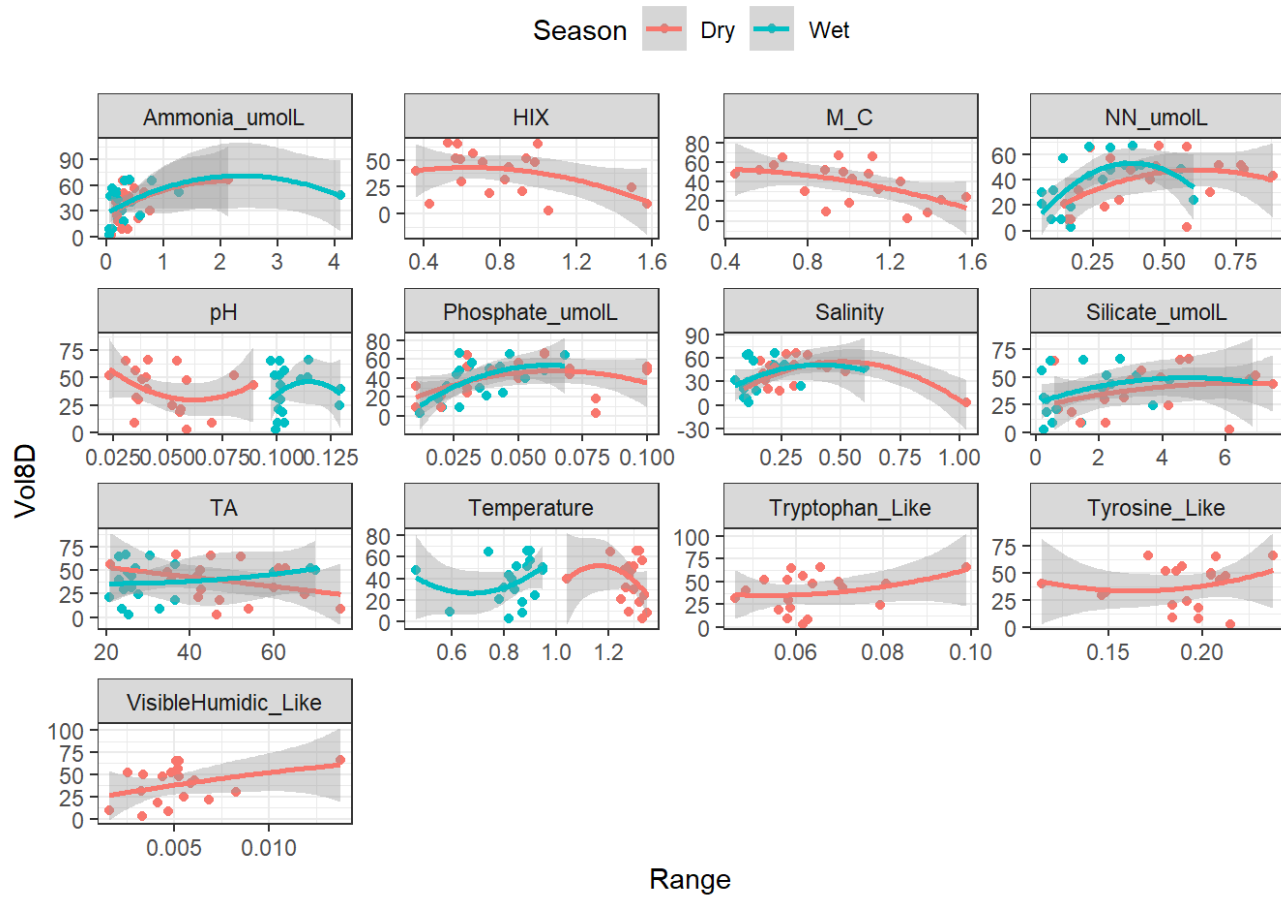 Season Dry Wet
Ammonia_umolL HIX M_C NN_umolL
90 60 30 0
50 25 0
80 60 40 20 0
60 40 20 0
0 1 2 3 4
0.4 0.8 1.2 1.6
0.4 0.8 1.2 1.6
0.25 0.50 0.75
pH Phosphate_umolL Salinity Silicate_umolL
75 50 25 0
80 60 40 20 0
90 60 30 0 -30
75 50 25 0
0.025 0.050 0.075 0.100 0.125
0.025 0.050 0.075 0.100
0.25 0.50 0.75 1.00
0 2 4 6
Vol8D
TA Temperature Tryptophan_Like Tyrosine_Like
75 50 25 0
80 60 40 20 0
100 75 50 25 0
75 50 25 0
20 40 60
0.6 0.8 1.0 1.2
0.06 0.08 0.10
0.15 0.20
VisibleHumidic_Like
100 75 50 25 0
0.005 0.010
Range